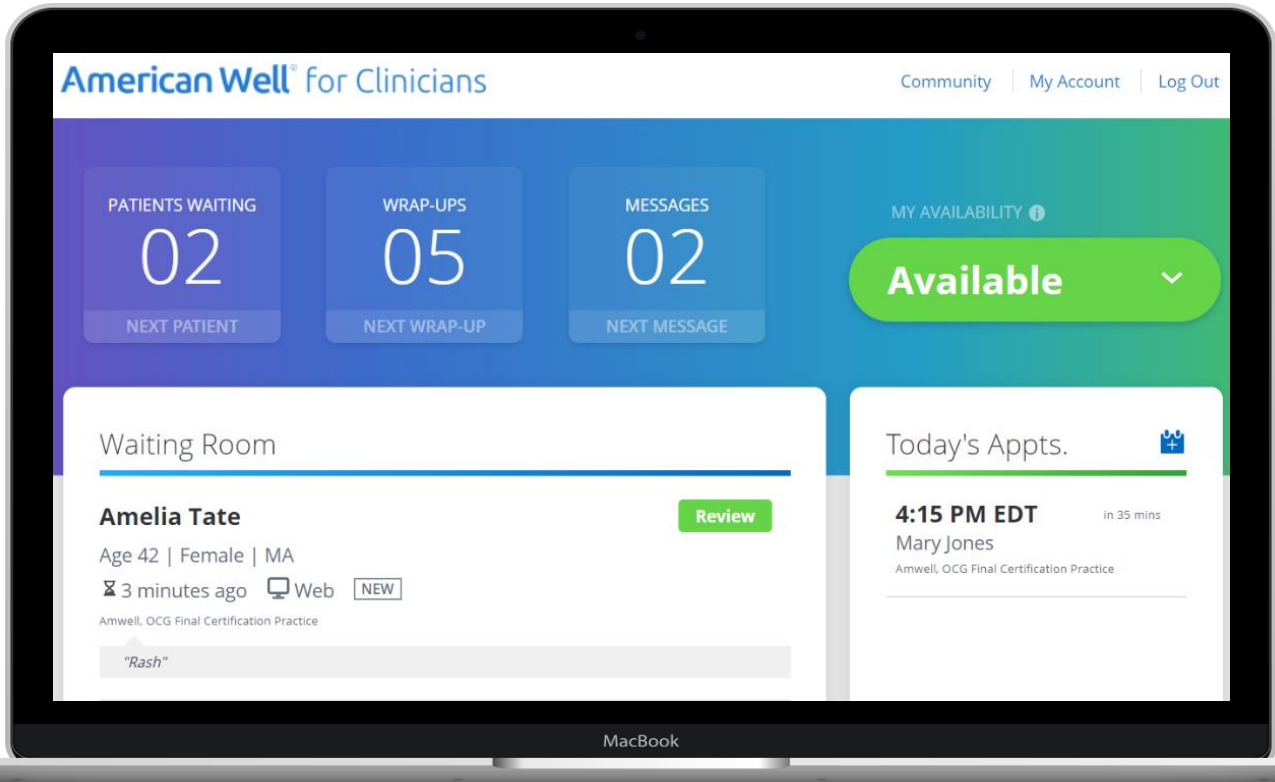 American Well® for Clinicians
Community | My Account | Log Out
PATIENTS WAITING
02
NEXT PATIENT
WRAP-UPS
05
NEXT WRAP-UP
MESSAGES
02
NEXT MESSAGE
MY AVAILABILITY
Available
Waiting Room
Amelia Tate
Review
Age 42 | Female | MA
3 minutes ago Web NEW
Amwell, OCG Final Certification Practice
"Rash"
Today's Appts.
4:15 PM EDT in 35 mins
Mary Jones
Amwell, OCG Final Certification Practice
MacBook